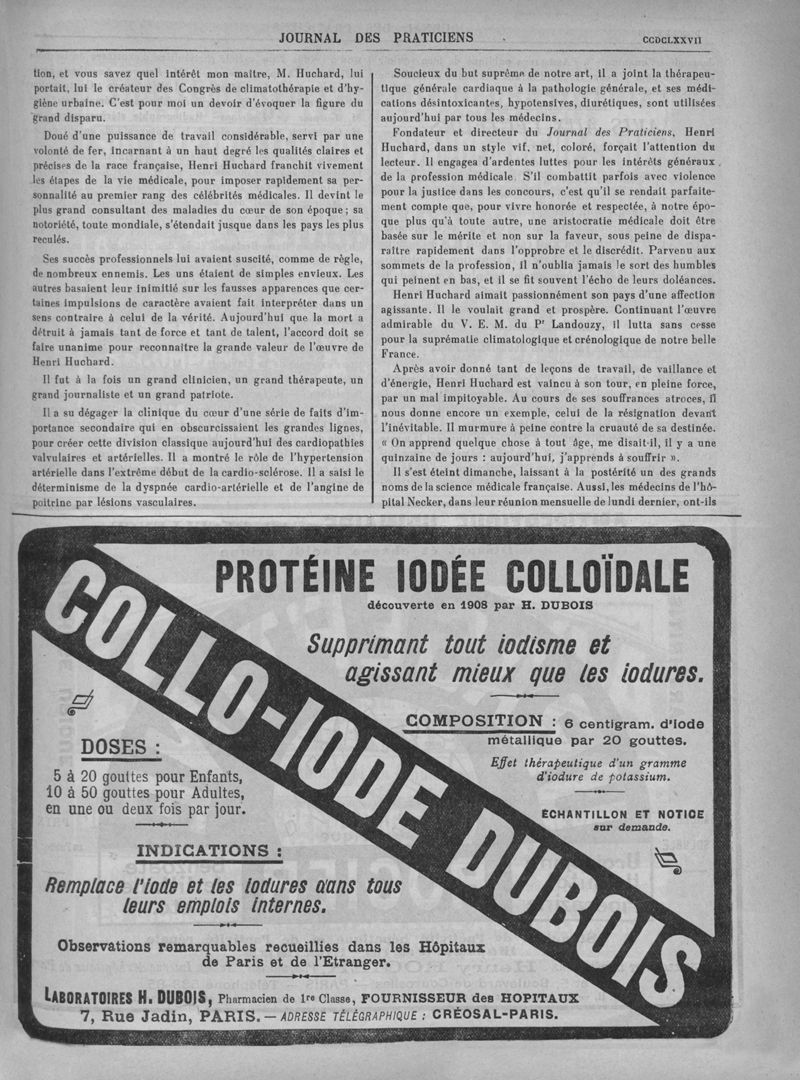 JOURNAL DES PRATICIENS
CCDCLXXVII
tion, et vous savez quel intérêt mon maître, M. Huchard, lui
portait, lui le créateur des Congrès de climatothérapie et d'hy-
giène urbaine. C'est pour moi un devoir d'évoquer la figure du
grand disparu.
Doué d'une puissance de travail considérable, servi par une
volonté de fer, incarnant à un haut degré les qualités claires et
précises de la race française, Henri Huchard franchit vivement
les étapes de la vie médicale, pour imposer rapidement sa per-
sonnalité au premier rang des célébrités médicales. Il devint le
plus grand consultant des maladies du cœur de son époque ; sa
notoriété, toute mondiale, s'étendait jusque dans les pays les plus
reculés.
Ses succès professionnels lui avaient suscité, comme de règle,
de nombreux ennemis. Les uns étaient de simples envieux. Les
autres basaient leur inimitié sur les fausses apparences que cer-
taines impulsions de caractère avaient fait interpréter dans un
sens contraire à celui de la vérité. Aujourd'hui que la mort a
détruit à jamais tant de force et tant de talent, l'accord doit se
faire unanime pour reconnaître la grande valeur de l'œuvre de
Henri Huchard.
Il fut à la fois un grand clinicien, un grand thérapeute, un
grand journaliste et un grand patriote.
Il a su dégager la clinique du cœur d'une série de faits d'im-
portance secondaire qui en obscurcissaient les grandes lignes,
pour créer cette division classique aujourd'hui des cardiopathies
valvulaires et artérielles. Il a montré le rôle de l'hypertension
artérielle dans l'extrême début de la cardio-sclérose. Il a saisi le
déterminisme de la dyspnée cardio-artérielle et de l'angine de
poitrine par lésions vasculaires.
Soucieux du but suprême de notre art, il a joint la thérapeu-
tique générale cardiaque à la pathologie générale, et ses médi-
cations désintoxicantes, hypotensives, diurétiques, sont utilisées
aujourd'hui par tous les médecins.
Fondateur et directeur du Journal des Praticiens, Henri
Huchard, dans un style vif, net, coloré, forçait l'attention du
lecteur. Il engagea d'ardentes luttes pour les intérêts généraux
de la profession médicale. S'il combattit parfois avec violence
pour la justice dans les concours, c'est qu'il se rendait parfaite-
ment compte que, pour vivre honorée et respectée, à notre épo-
que plus qu'à toute autre, une aristocratie médicale doit être
basée sur le mérite et non sur la faveur, sous peine de dispa-
raître rapidement dans l'opprobre et le discrédit. Parvenu aux
sommets de la profession, il n'oublia jamais le sort des humbles
qui peinent en bas, et il se fit souvent l'écho de leurs doléances.
Henri Huchard aimait passionnément son pays d'une affection
agissante. Il le voulait grand et prospère. Continuant l'œuvre
admirable du V. E. M. du Pr Landouzy, il lutta sans cesse
pour la suprématie climatologique et crénologique de notre belle
France.
Après avoir donné tant de leçons de travail, de vaillance et
d'énergie, Henri Huchard est vaincu à son tour, en pleine force,
par un mal impitoyable. Au cours de ses souffrances atroces, il
nous donne encore un exemple, celui de la résignation devant
l'inévitable. Il murmure à peine contre la cruauté de sa destinée.
« On apprend quelque chose à tout âge, me disait-il, il y a une
quinzaine de jours : aujourd'hui, j'apprends à souffrir ».
Il s'est éteint dimanche, laissant à la postérité un des grands
noms de la science médicale française. Aussi, les médecins de l'hô-
pital Necker, dans leur réunion mensuelle de lundi dernier, ont-ils
PROTÉINE IODÉE COLLOÏDALE
découverte en 1908 par H. DUBOIS
Supprimant tout iodisme et
agissant mieux que les iodures.
COLLO-IODE DUBOIS
COMPOSITION : 6 centigram. d'Iode
métallique par 20 gouttes.
Effet thérapeutique d'un gramme
d'iodure de potassium.
ÉCHANTILLON ET NOTICE
sur demande.
DOSES :
5 à 20 gouttes pour Enfants,
10 à 50 gouttes pour Adultes,
en une ou deux fois par jour.
INDICATIONS :
Remplace l'iode et les iodures dans tous
leurs emplois internes.
Observations remarquables recueillies dans les Hôpitaux
de Paris et de l'Etranger.
LABORATOIRES H. DUBOIS, Pharmacien de 1re Classe, FOURNISSEUR des HOPITAUX
7, Rue Jadin, PARIS. — ADRESSE TÉLÉGRAPHIQUE : CRÉOSAL-PARIS.